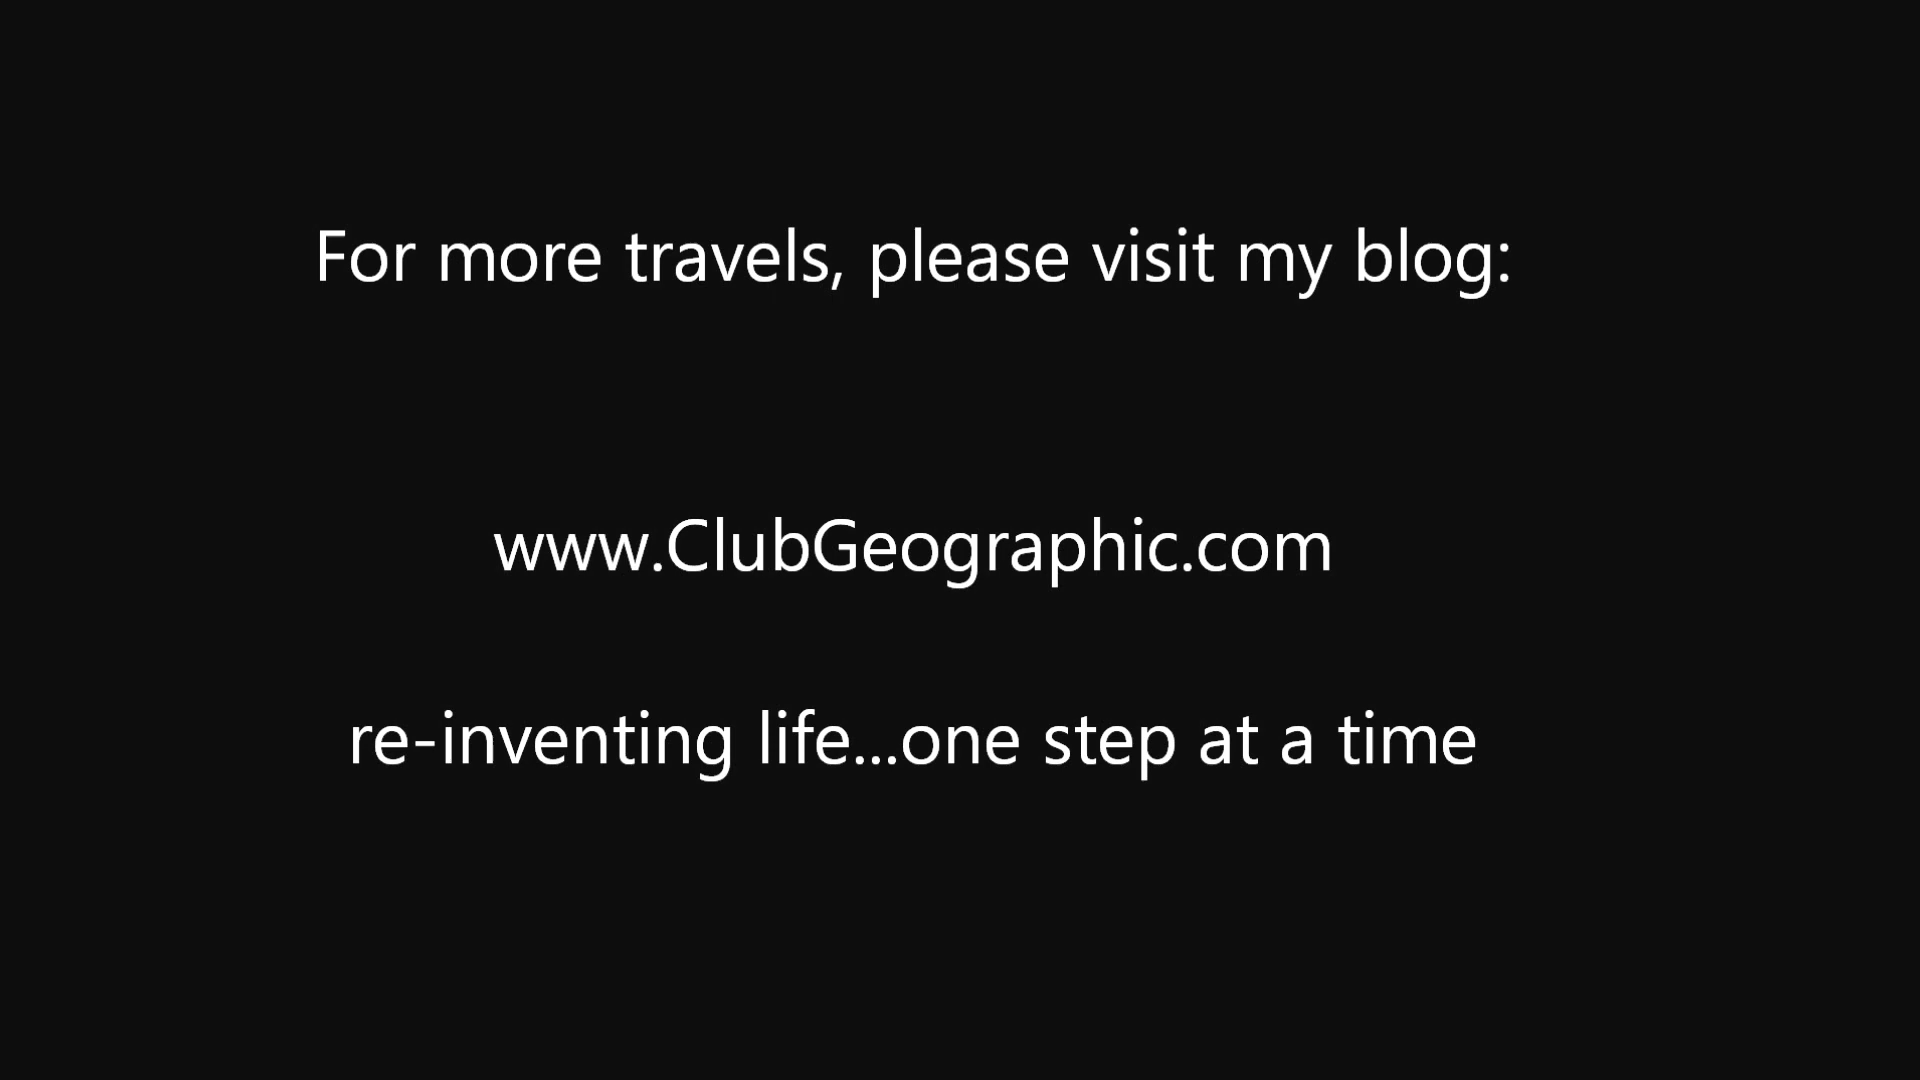 For more travels, please visit my blog:
www.ClubGeographic.com
re-inventing life...one step at a time